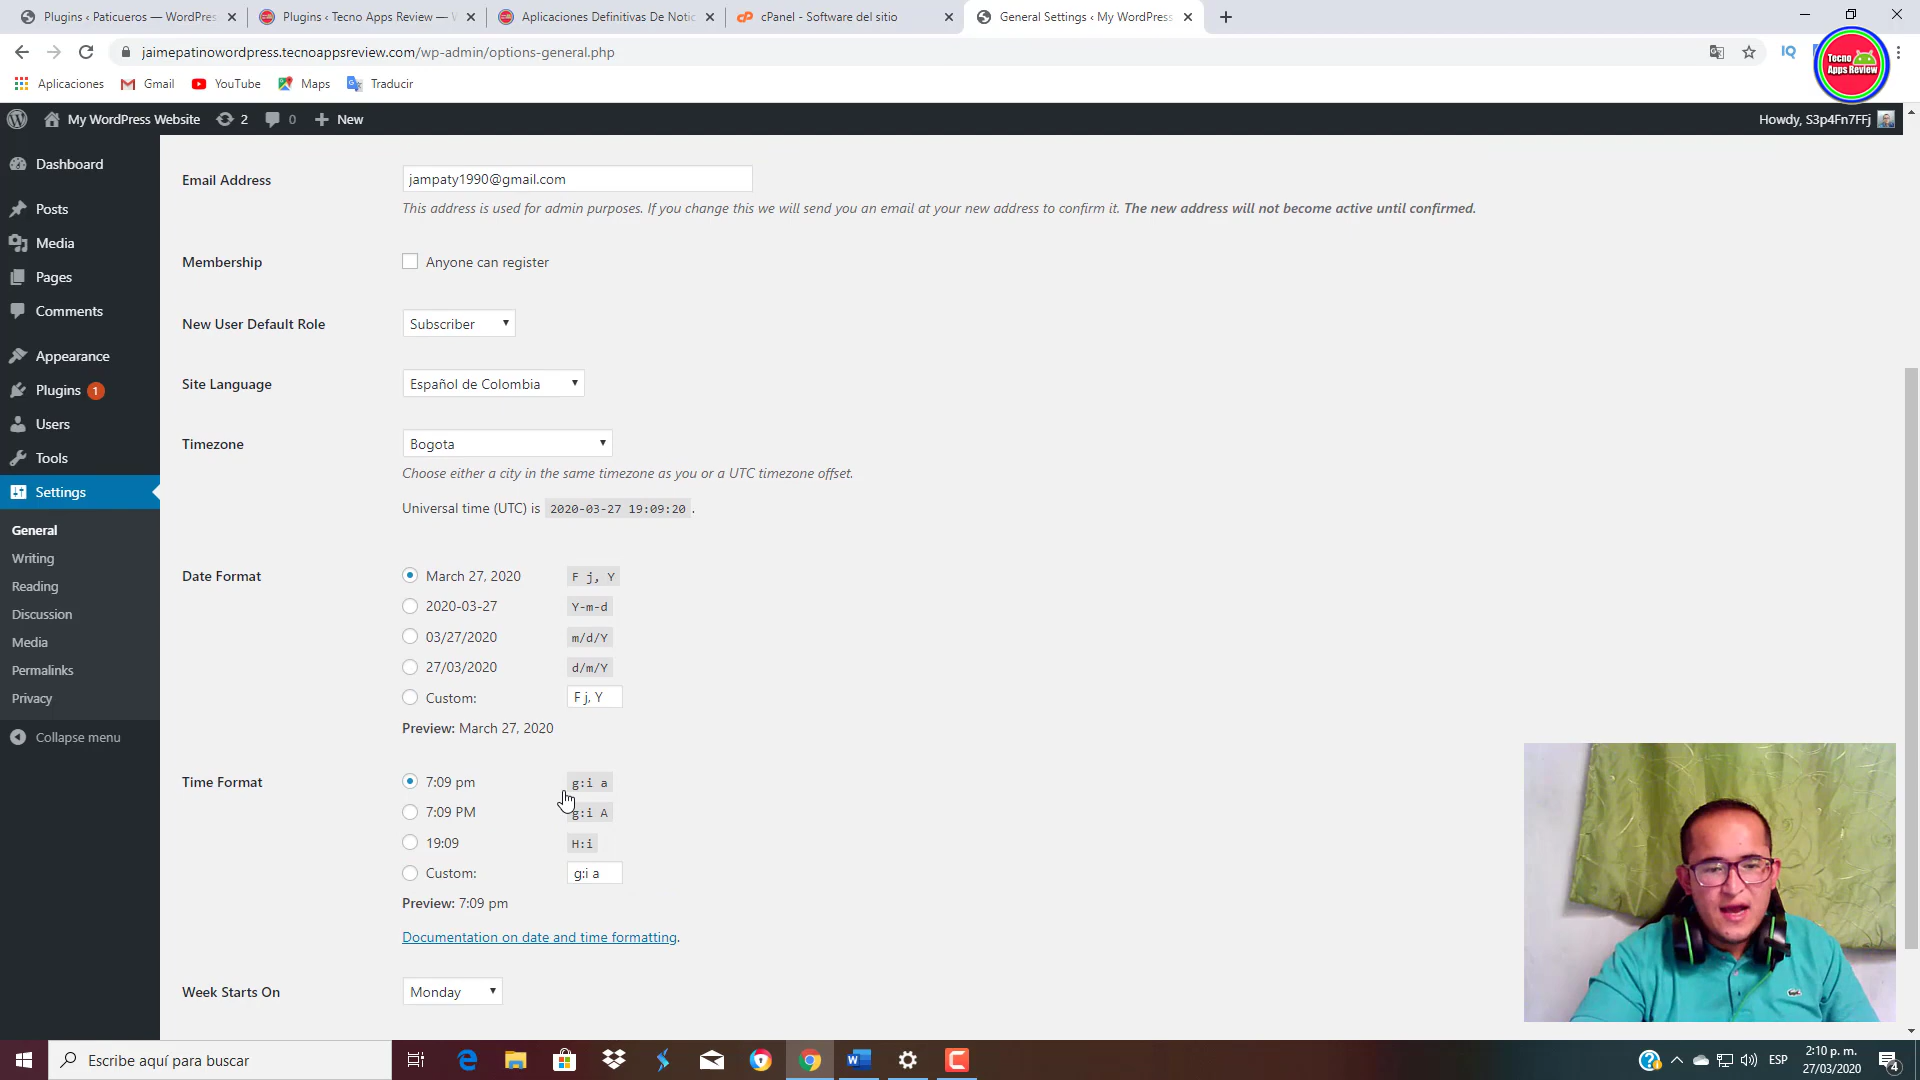 Plugins ‹ Paticueros — WordPres
Plugins ‹ Tecno Apps Review — W
Aplicaciones Definitivas De Notic
cPanel - Software del sitio
General Settings ‹ My WordPress
jaimepatinowordpress.tecnoappsreview.com/wp-admin/options-general.php
IQ
Tecno
Apps Review
Aplicaciones
Gmail
YouTube
Maps
Traducir
My WordPress Website
2
0
New
Howdy, S3p4Fn7FFj
Dashboard
Posts
Media
Pages
Comments
Appearance
Plugins 1
Users
Tools
Settings
General
Writing
Reading
Discussion
Media
Permalinks
Privacy
Collapse menu
Email Address
jampaty1990@gmail.com
This address is used for admin purposes. If you change this we will send you an email at your new address to confirm it. The new address will not become active until confirmed.
Membership
Anyone can register
New User Default Role
Subscriber
Site Language
Español de Colombia
Timezone
Bogota
Choose either a city in the same timezone as you or a UTC timezone offset.
Universal time (UTC) is 2020-03-27 19:09:20 .
Date Format
March 27, 2020 F j, Y
2020-03-27 Y-m-d
03/27/2020 m/d/Y
27/03/2020 d/m/Y
Custom: F j, Y
Preview: March 27, 2020
Time Format
7:09 pm g:i a
7:09 PM g:i A
19:09 H:i
Custom: g:i a
Preview: 7:09 pm
Documentation on date and time formatting.
Week Starts On
Monday
Escribe aquí para buscar
ESP
2:10 p. m.
27/03/2020
4